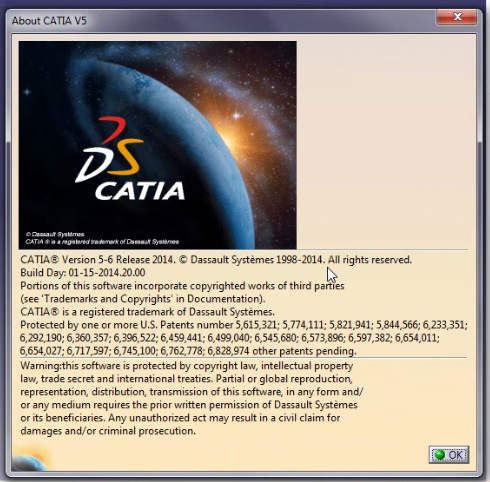 About CATIA V5
CATIA
© Dassault Systèmes
CATIA ® is a registered trademark of Dassault Systèmes
CATIA® Version 5-6 Release 2014. © Dassault Systèmes 1998-2014. All rights reserved.
Build Day: 01-15-2014.20.00
Portions of this software incorporate copyrighted works of third parties
(see 'Trademarks and Copyrights' in Documentation).
CATIA® is a registered trademark of Dassault Systèmes.
Protected by one or more U.S. Patents number 5,615,321; 5,774,111; 5,821,941; 5,844,566; 6,233,351;
6,292,190; 6,360,357; 6,396,522; 6,459,441; 6,499,040; 6,545,680; 6,573,896; 6,597,382; 6,654,011;
6,654,027; 6,717,597; 6,745,100; 6,762,778; 6,828,974 other patents pending.
Warning:this software is protected by copyright law, intellectual property
law, trade secret and international treaties. Partial or global reproduction,
representation, distribution, transmission of this software, in any form and/
or any medium requires the prior written permission of Dassault Systèmes
or its beneficiaries. Any unauthorized act may result in a civil claim for
damages and/or criminal prosecution.
OK